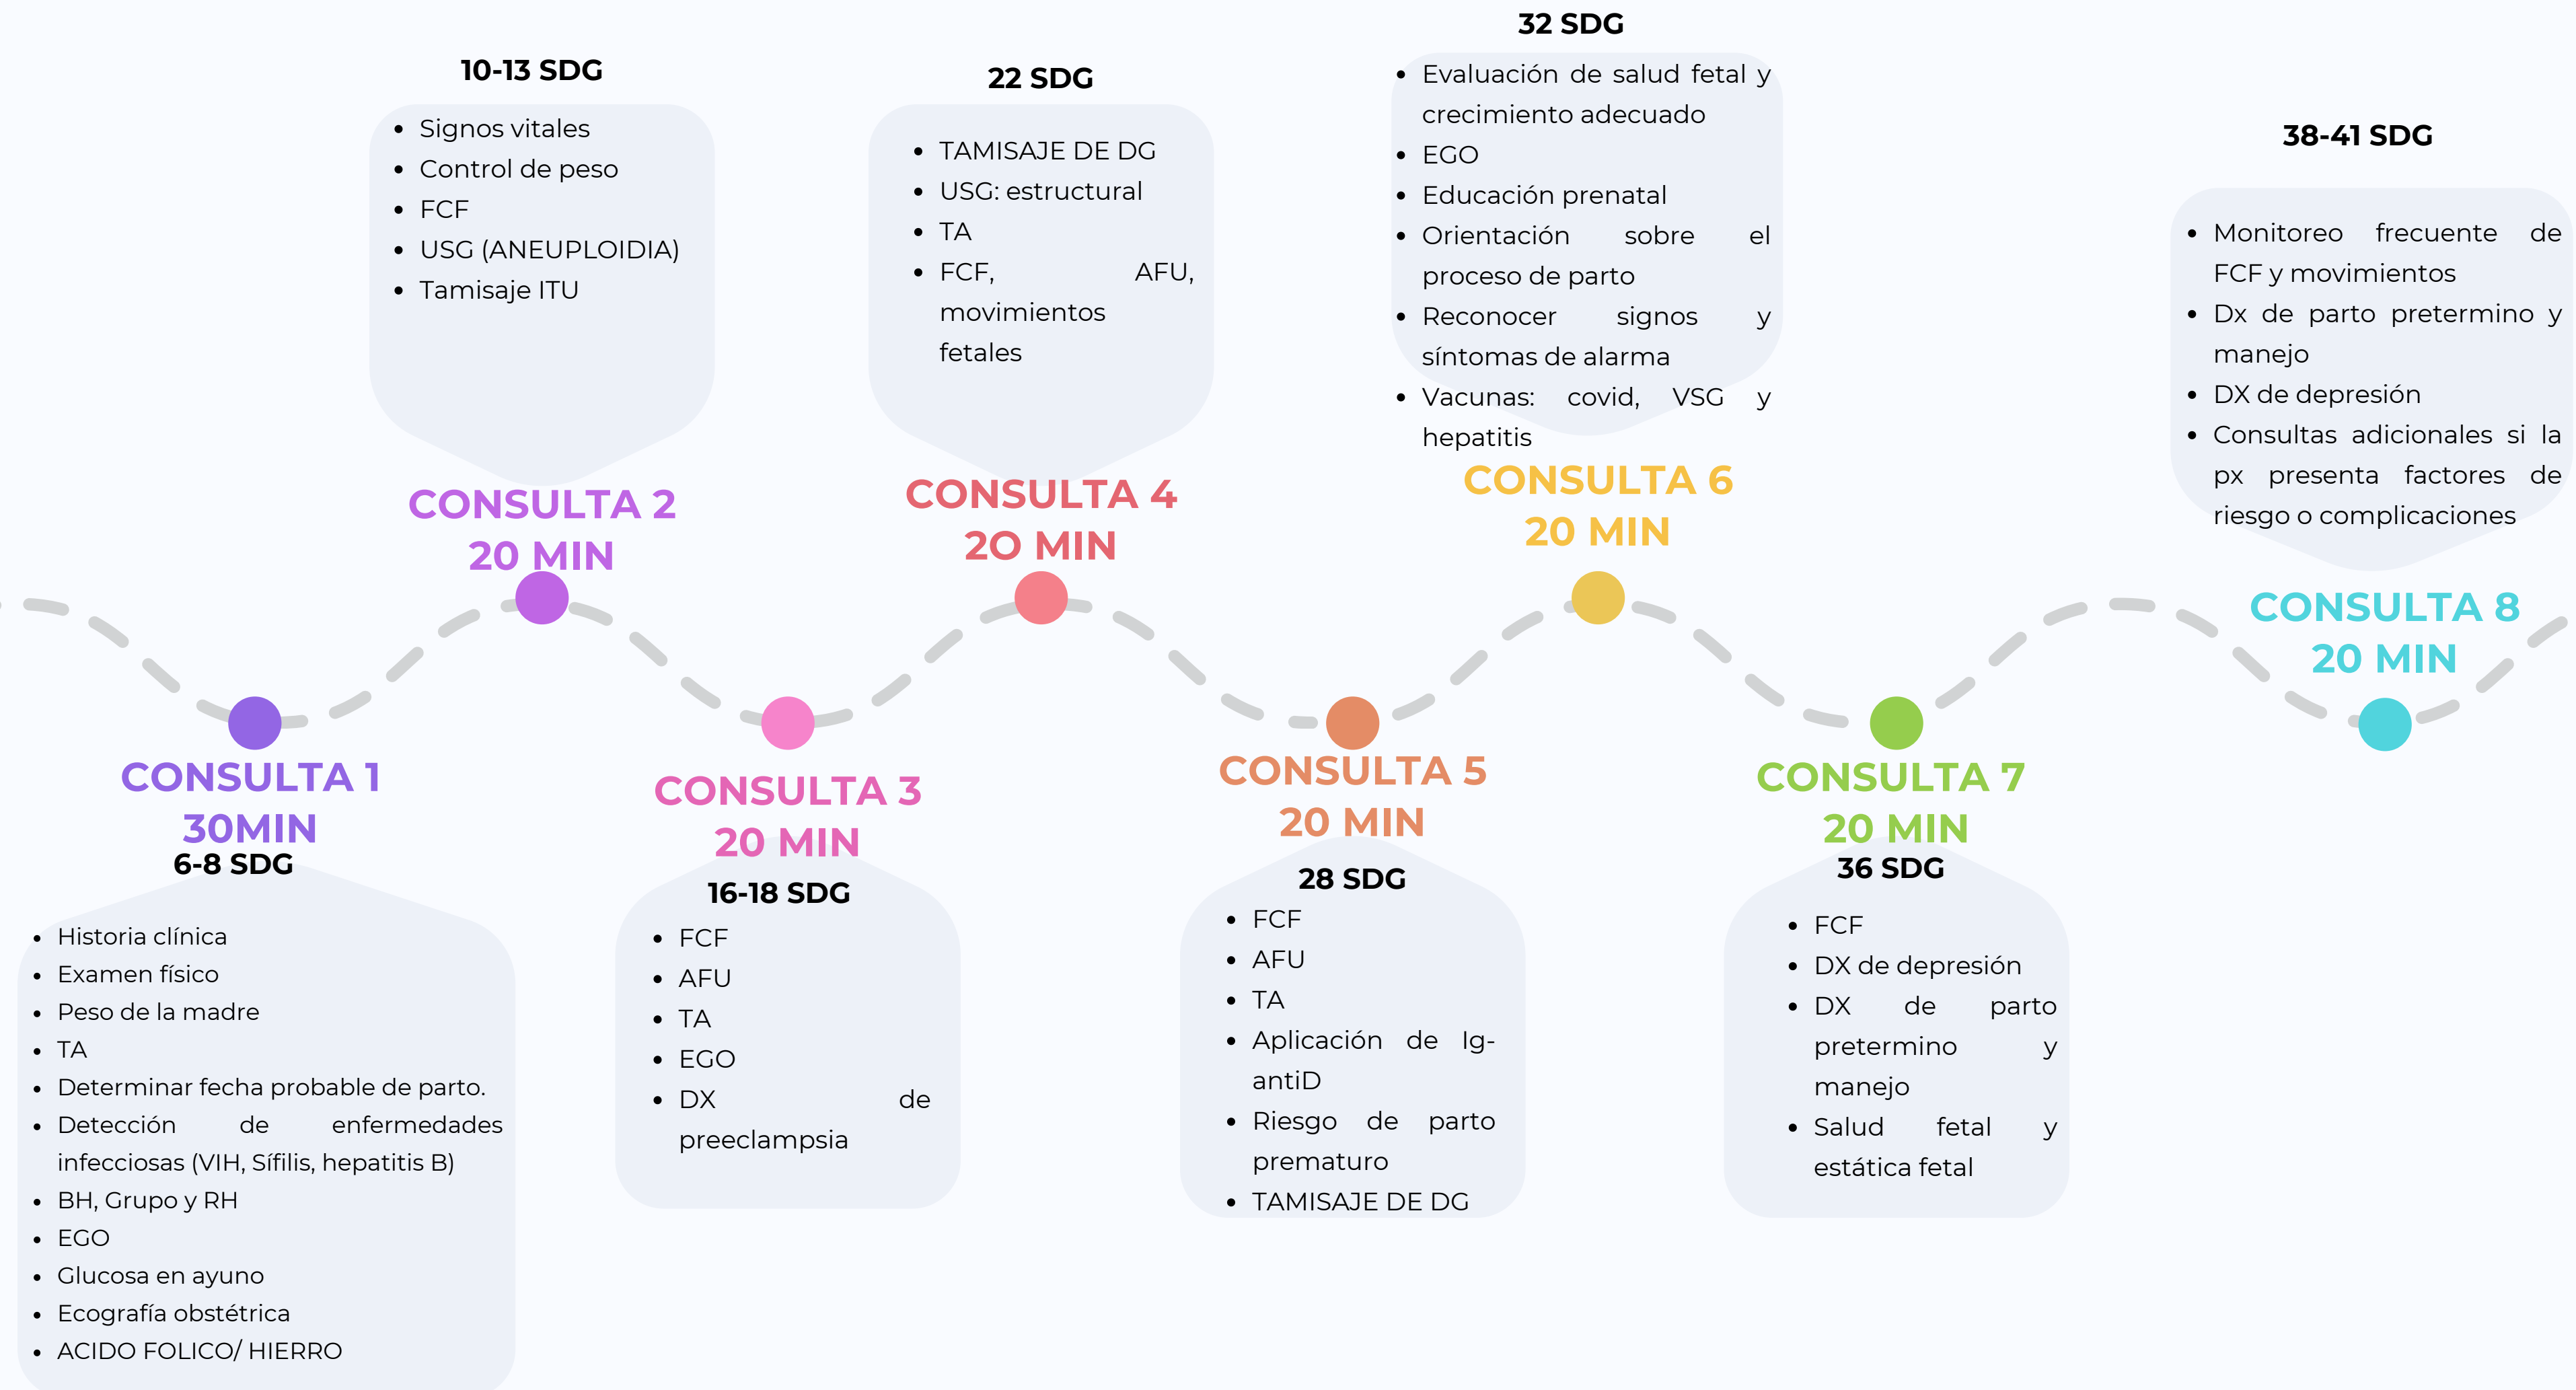 CONSULTA 1
30MIN
6-8 SDG
• Historia clínica
• Examen físico
• Peso de la madre
• TA
• Determinar fecha probable de parto.
• Detección de enfermedades
infecciosas (VIH, Sífilis, hepatitis B)
• BH, Grupo y RH
• EGO
• Glucosa en ayuno
• Ecografía obstétrica
• ACIDO FOLICO/ HIERRO
10-13 SDG
• Signos vitales
• Control de peso
• FCF
• USG (ANEUPLOIDIA)
• Tamisaje ITU
CONSULTA 2
20 MIN
CONSULTA 3
20 MIN
16-18 SDG
• FCF
• AFU
• TA
• EGO
• DX de
preeclampsia
22 SDG
• TAMISAJE DE DG
• USG: estructural
• TA
• FCF, AFU,
movimientos
fetales
CONSULTA 4
2O MIN
CONSULTA 5
20 MIN
28 SDG
• FCF
• AFU
• TA
• Aplicación de Ig-
antiD
• Riesgo de parto
prematuro
• TAMISAJE DE DG
32 SDG
• Evaluación de salud fetal y
crecimiento adecuado
• EGO
• Educación prenatal
• Orientación sobre el
proceso de parto
• Reconocer signos y
síntomas de alarma
• Vacunas: covid, VSG y
hepatitis
CONSULTA 6
20 MIN
CONSULTA 7
20 MIN
36 SDG
• FCF
• DX de depresión
• DX de parto
pretermino y
manejo
• Salud fetal y
estática fetal
38-41 SDG
• Monitoreo frecuente de
FCF y movimientos
• Dx de parto pretermino y
manejo
• DX de depresión
• Consultas adicionales si la
px presenta factores de
riesgo o complicaciones
CONSULTA 8
20 MIN